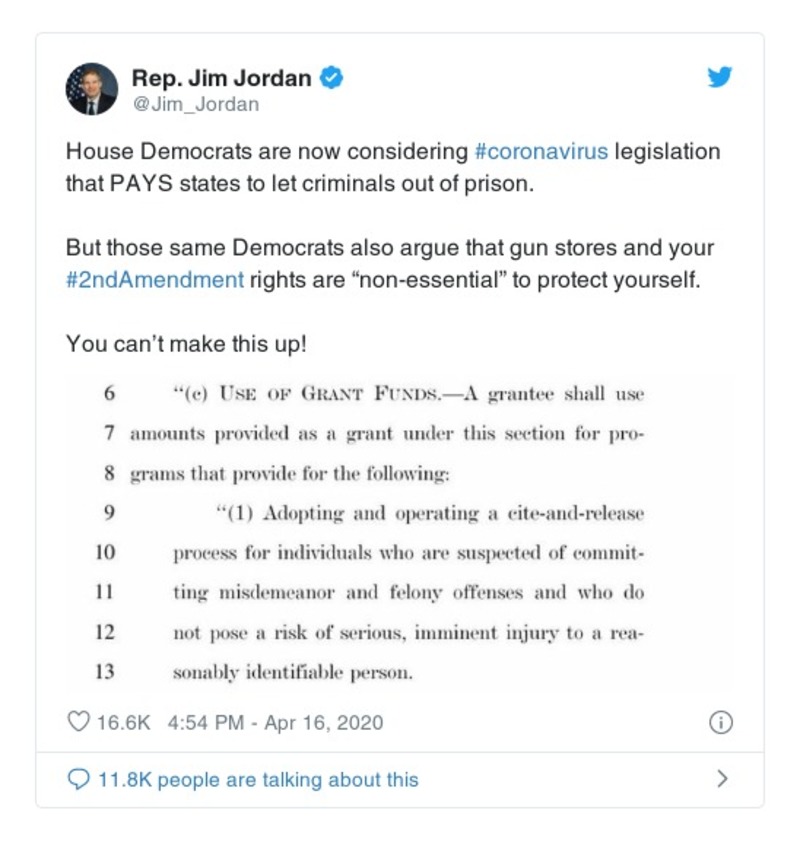 Rep. Jim Jordan
@Jim_Jordan
House Democrats are now considering #coronavirus legislation
that PAYS states to let criminals out of prison.
But those same Democrats also argue that gun stores and your
#2ndAmendment rights are “non-essential” to protect yourself.
You can’t make this up!
6 “(c) USE OF GRANT FUNDS.—A grantee shall use
7 amounts provided as a grant under this section for pro-
8 grams that provide for the following:
9 “(1) Adopting and operating a cite-and-release
10 process for individuals who are suspected of commit-
11 ting misdemeanor and felony offenses and who do
12 not pose a risk of serious, imminent injury to a rea-
13 sonably identifiable person.
16.6K 4:54 PM - Apr 16, 2020
11.8K people are talking about this